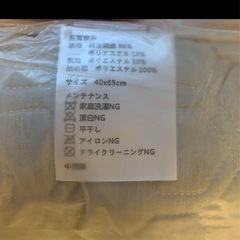 ポリエステル
ポリエステル 50%
ポリエステル 100%
サイズ 40x65cm
メンテナンス
家庭洗濯NG
漂白NG
平干し
アイロンNG
ドライクリーニングNG
中国製